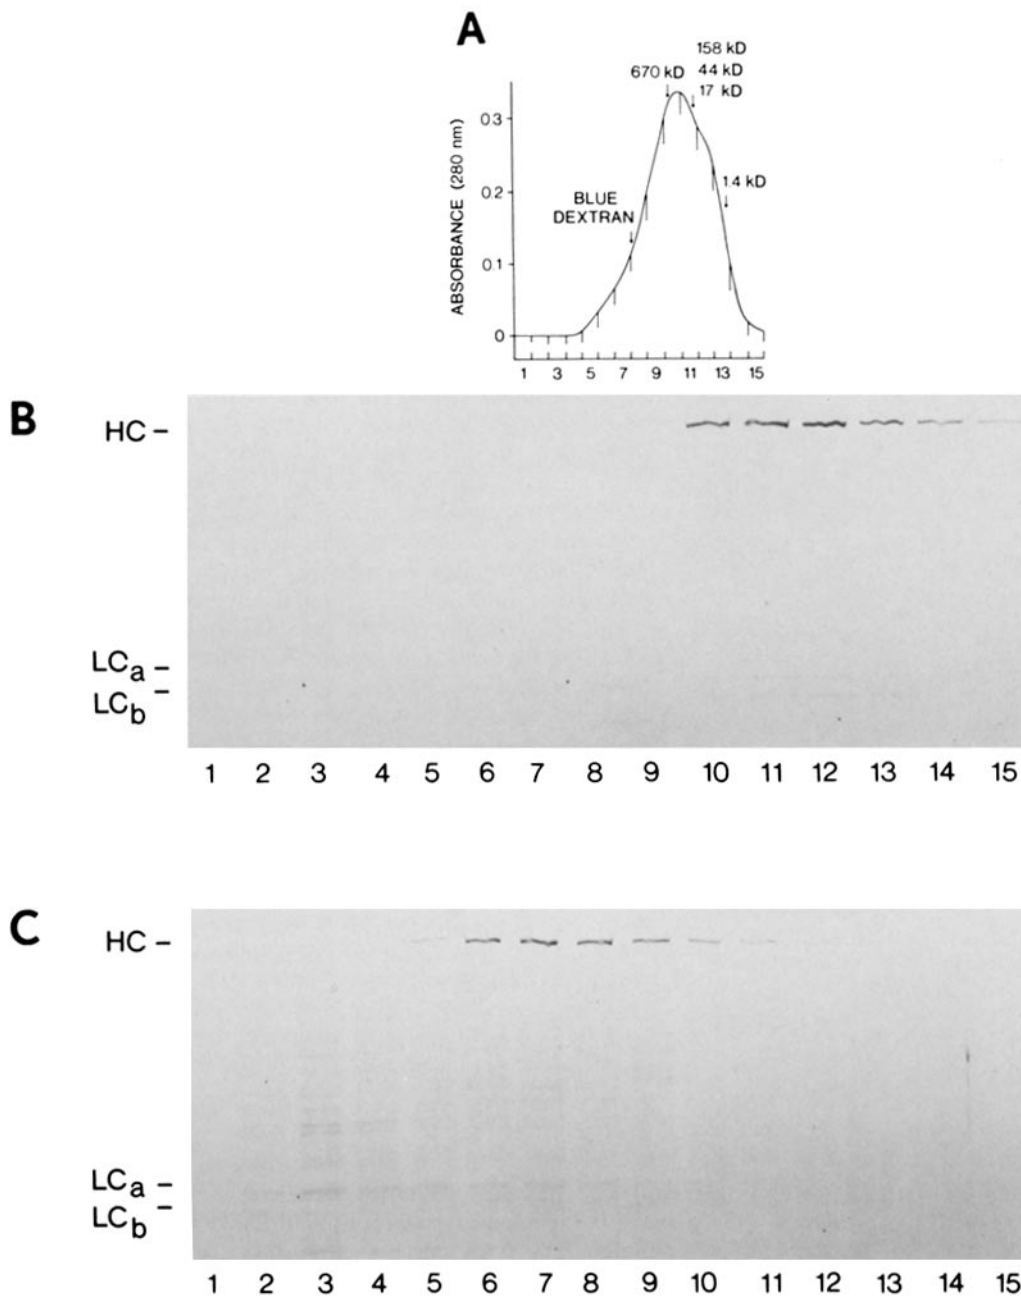 A
158 kD
670 kD 44 kD
17 kD
ABSORBANCE (280 nm)
0.3
0.2
0.1
0
BLUE
DEXTRAN
1.4 kD
1 3 5 7 9 11 13 15
B
HC –
LCa –
LCb –
1 2 3 4 5 6 7 8 9 10 11 12 13 14 15
C
HC –
LCa –
LCb –
1 2 3 4 5 6 7 8 9 10 11 12 13 14 15